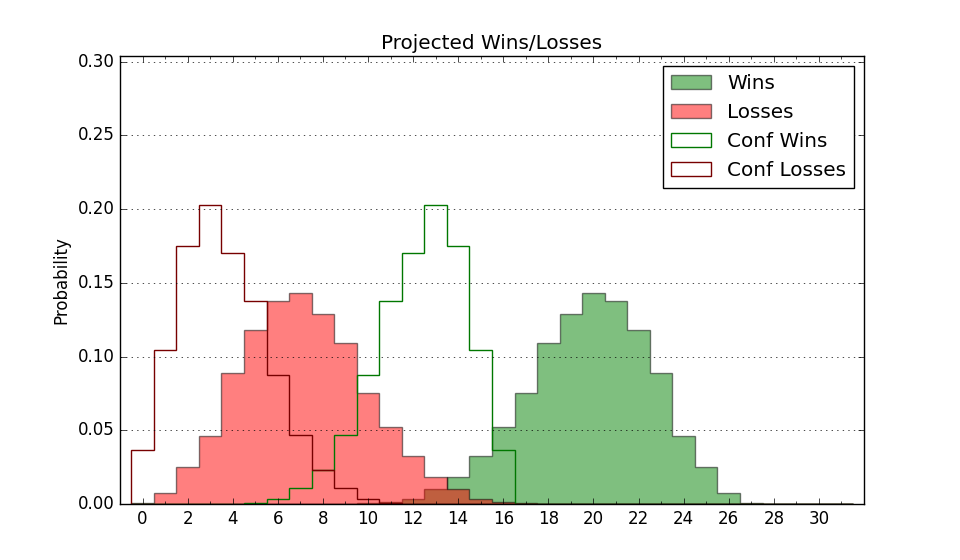 Projected Wins/Losses
0.30
0.25
0.20
0.15
0.10
0.05
0.00
Probability
Wins
Losses
Conf Wins
Conf Losses
0 2 4 6 8 10 12 14 16 18 20 22 24 26 28 30